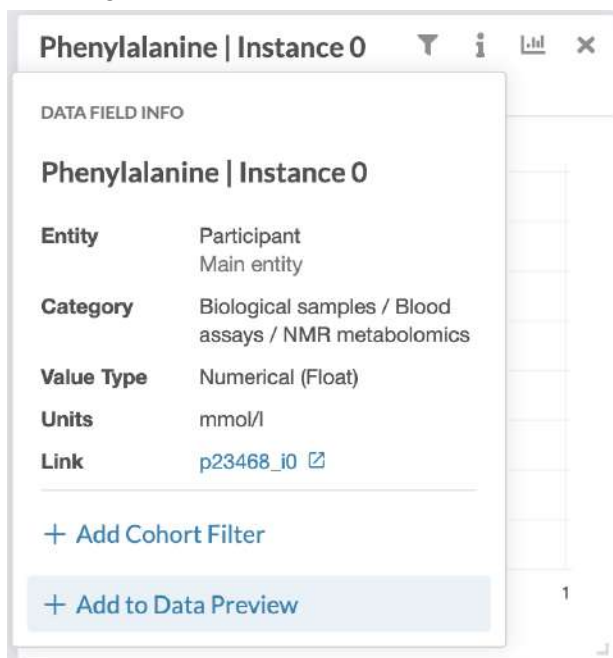 Phenylalanine | Instance 0
DATA FIELD INFO
Phenylalanine | Instance 0
Entity Participant
Main entity
Category Biological samples / Blood
assays / NMR metabolomics
Value Type Numerical (Float)
Units mmol/l
Link p23468_i0
+ Add Cohort Filter
+ Add to Data Preview
1